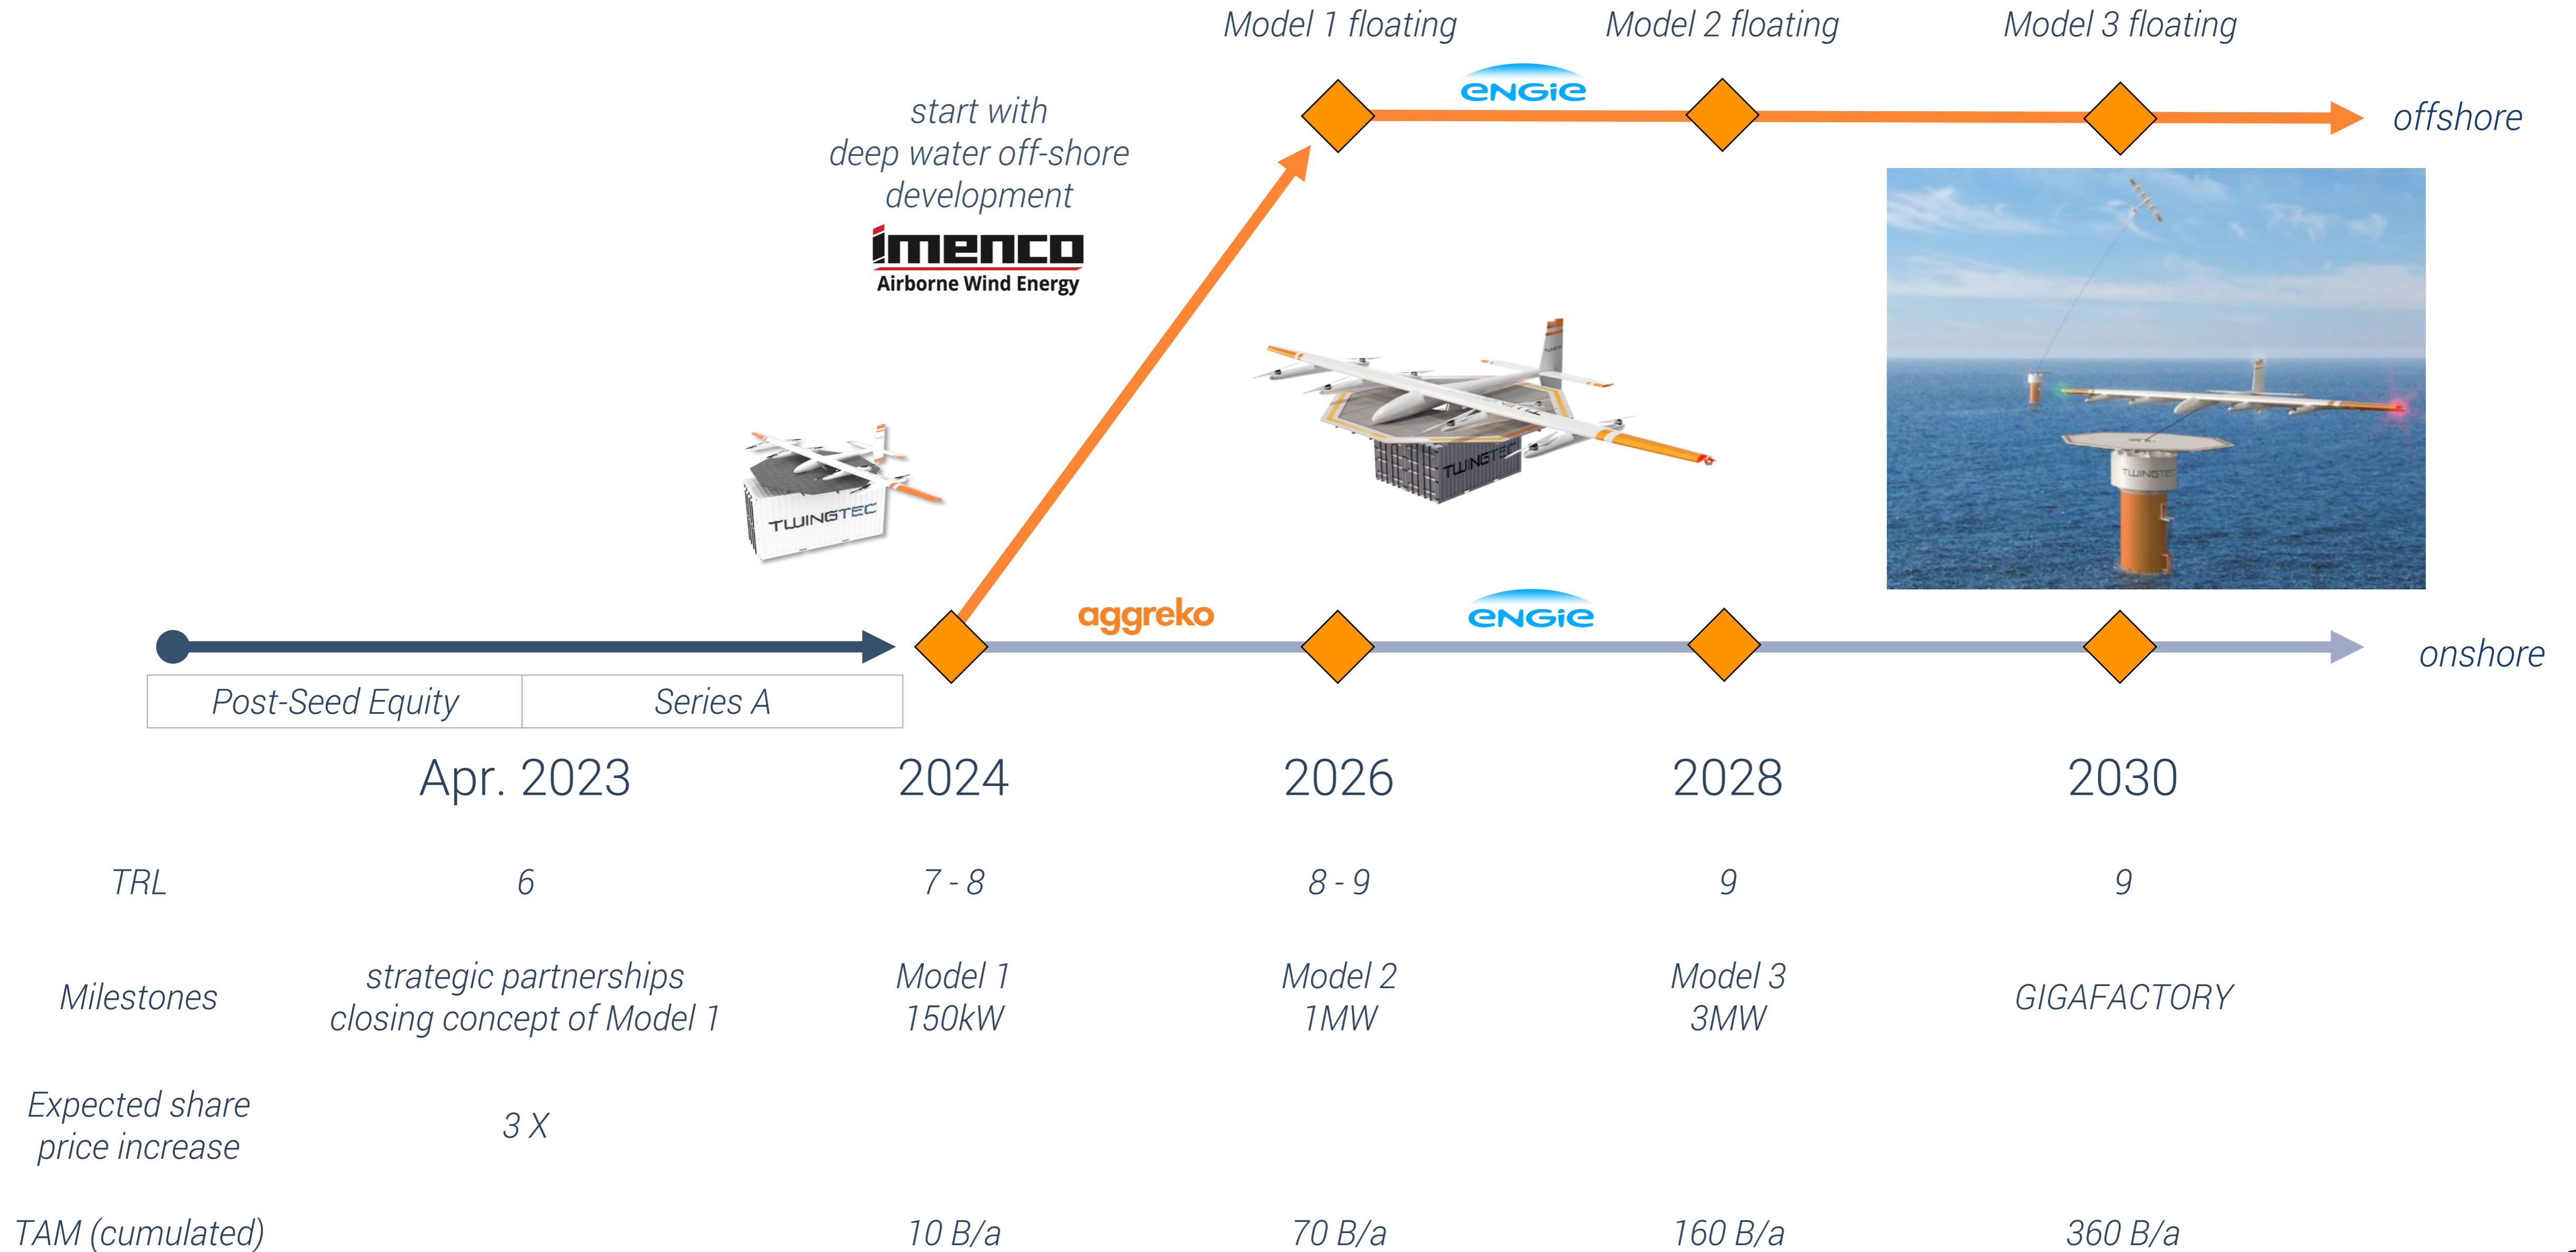 Model 1 floating
Model 2 floating
Model 3 floating
ENGIE
offshore
start with
deep water off-shore
development
imenco
Airborne Wind Energy
TWINGTEC
TWINGTEC
TWINGTEC
aggreko
ENGIE
onshore
Post-Seed Equity
Series A
Apr. 2023
2024
2026
2028
2030
TRL
6
7 - 8
8 - 9
9
9
Milestones
strategic partnerships
closing concept of Model 1
Model 1
150kW
Model 2
1MW
Model 3
3MW
GIGAFACTORY
Expected share
price increase
3 X
TAM (cumulated)
10 B/a
70 B/a
160 B/a
360 B/a